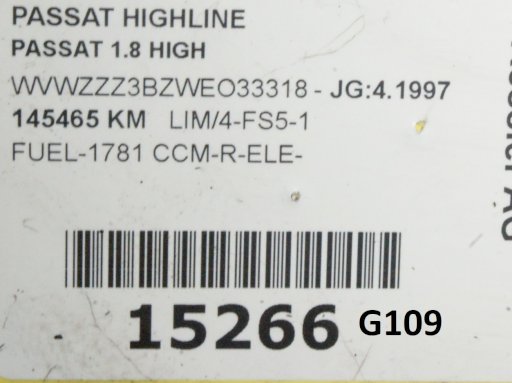 PASSAT HIGHLINE
PASSAT 1.8 HIGH
WVWZZZ3BZWEO33318 - JG:4.1997
145465 KM LIM/4-FS5-1
FUEL-1781 CCM-R-ELE-
15266 G109